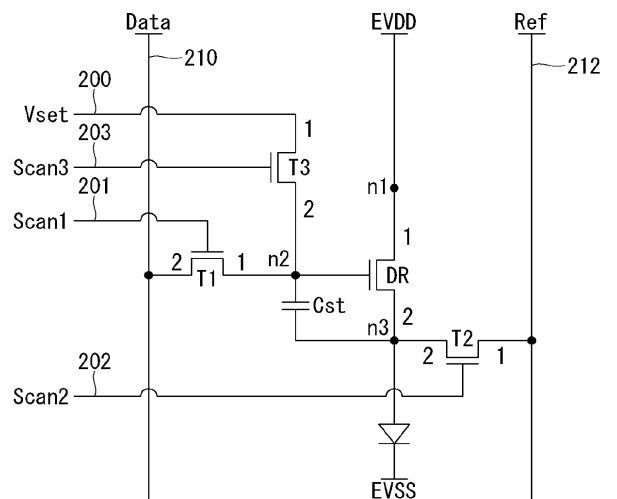 Data EVDD Ref
210
212
200
Vset
1
203
Scan3
T3
201
n1
2
Scan1
1
n2
2
1
DR
T1
Cst
2
n3
T2
2
1
202
Scan2
EVSS